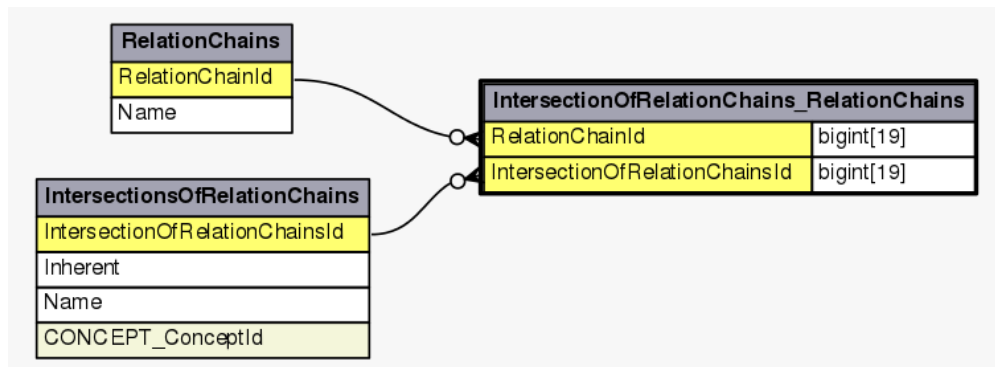 RelationChains
RelationChainId
Name
IntersectionOfRelationChains_RelationChains
RelationChainId bigint[19]
IntersectionOfRelationChainsId bigint[19]
IntersectionsOfRelationChains
IntersectionOfRelationChainsId
Inherent
Name
CONCEPT_ConceptId